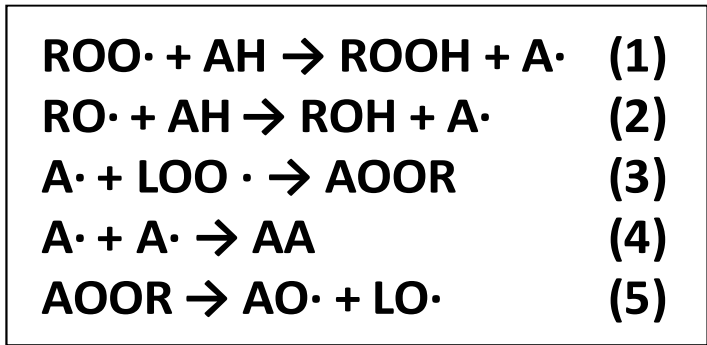 ROO· + AH → ROOH + A· (1)
RO· + AH → ROH + A· (2)
A· + LOO · → AOOR (3)
A· + A· → AA (4)
AOOR → AO· + LO· (5)